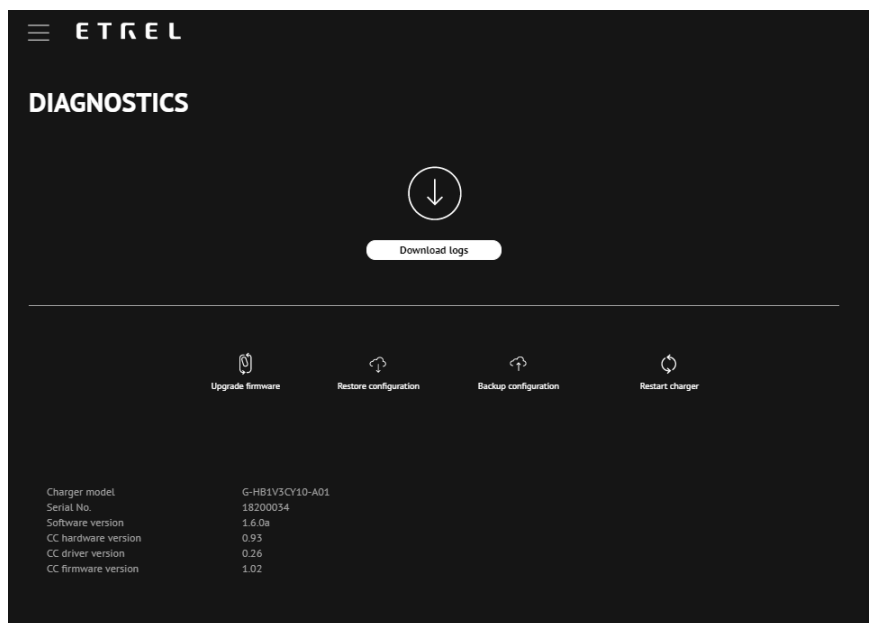 ETREL
DIAGNOSTICS
Download logs
Upgrade firmware Restore configuration Backup configuration Restart charger
Charger model G-HB1V3CY10-A01
Serial No. 18200034
Software version 1.6.0a
CC hardware version 0.93
CC driver version 0.26
CC firmware version 1.02